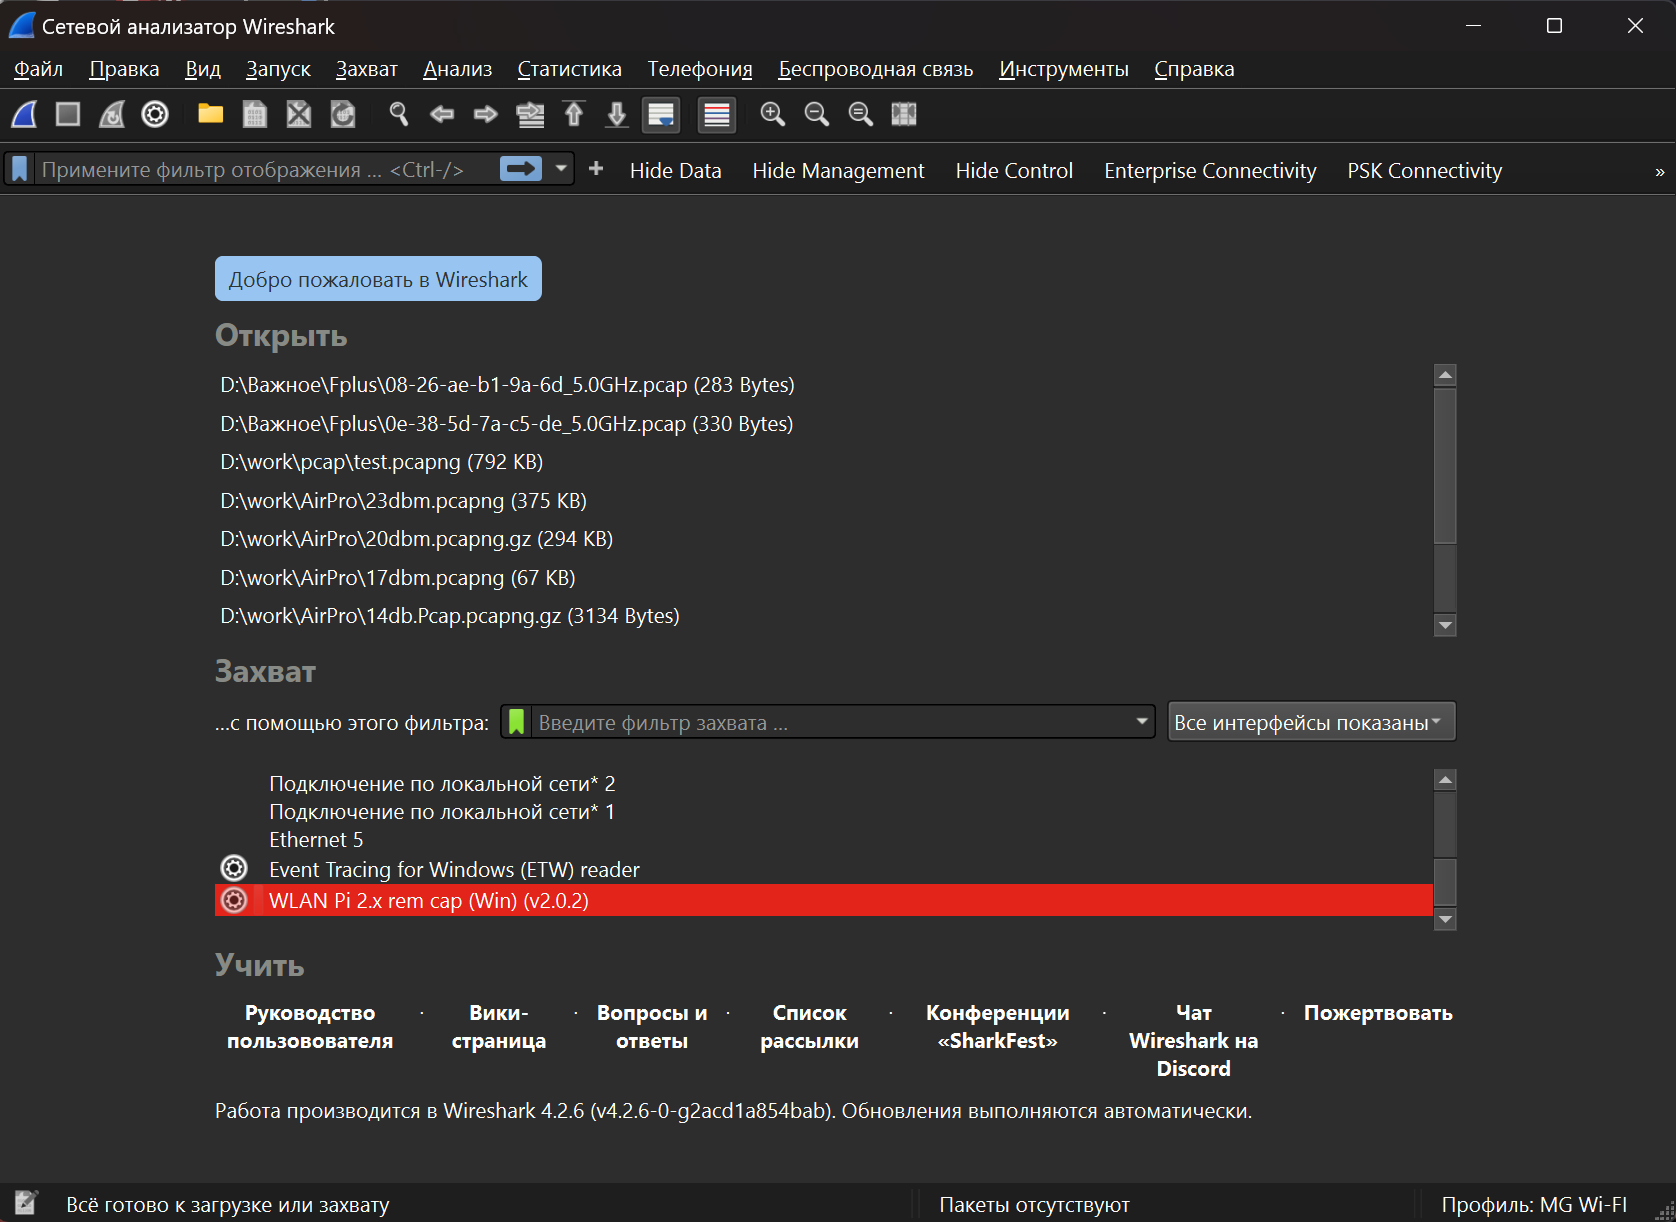 Сетевой анализатор Wireshark
Файл Правка Вид Запуск Захват Анализ Статистика Телефония Беспроводная связь Инструменты Справка
Примените фильтр отображения ... <Ctrl-/> Hide Data Hide Management Hide Control Enterprise Connectivity PSK Connectivity »
Добро пожаловать в Wireshark
Открыть
D:\Важное\Fplus\08-26-ae-b1-9a-6d_5.0GHz.pcap (283 Bytes)
D:\Важное\Fplus\0e-38-5d-7a-c5-de_5.0GHz.pcap (330 Bytes)
D:\work\pcap\test.pcapng (792 KB)
D:\work\AirPro\23dbm.pcapng (375 KB)
D:\work\AirPro\20dbm.pcapng.gz (294 KB)
D:\work\AirPro\17dbm.pcapng (67 KB)
D:\work\AirPro\14db.Pcap.pcapng.gz (3134 Bytes)
Захват
...с помощью этого фильтра: Введите фильтр захвата ... Все интерфейсы показаны
Подключение по локальной сети* 2
Подключение по локальной сети* 1
Ethernet 5
Event Tracing for Windows (ETW) reader
WLAN Pi 2.x rem cap (Win) (v2.0.2)
Учить
Руководство · Вики- · Вопросы и · Список · Конференции · Чат · Пожертвовать
пользовователя страница ответы рассылки «SharkFest» Wireshark на
Discord
Работа производится в Wireshark 4.2.6 (v4.2.6-0-g2acd1a854bab). Обновления выполняются автоматически.
Всё готово к загрузке или захвату Пакеты отсутствуют Профиль: MG Wi-FI